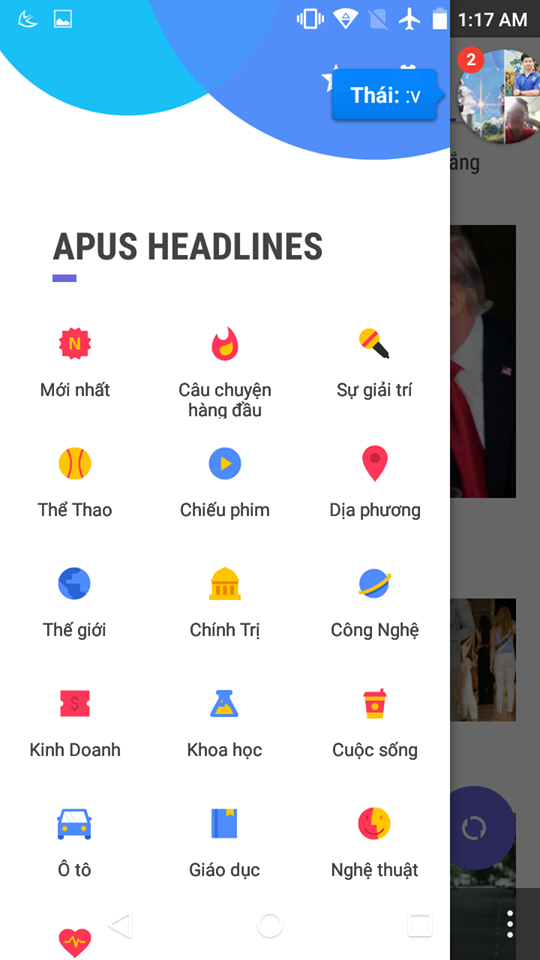 1:17 AM
2
Thái: :v
ắng
APUS HEADLINES
N
Mới nhất
Câu chuyện
hàng đầu
Sự giải trí
Thể Thao
Chiếu phim
Dịa phương
Thế giới
Chính Trị
Công Nghệ
$
Kinh Doanh
Khoa học
Cuộc sống
Ô tô
Giáo dục
Nghệ thuật